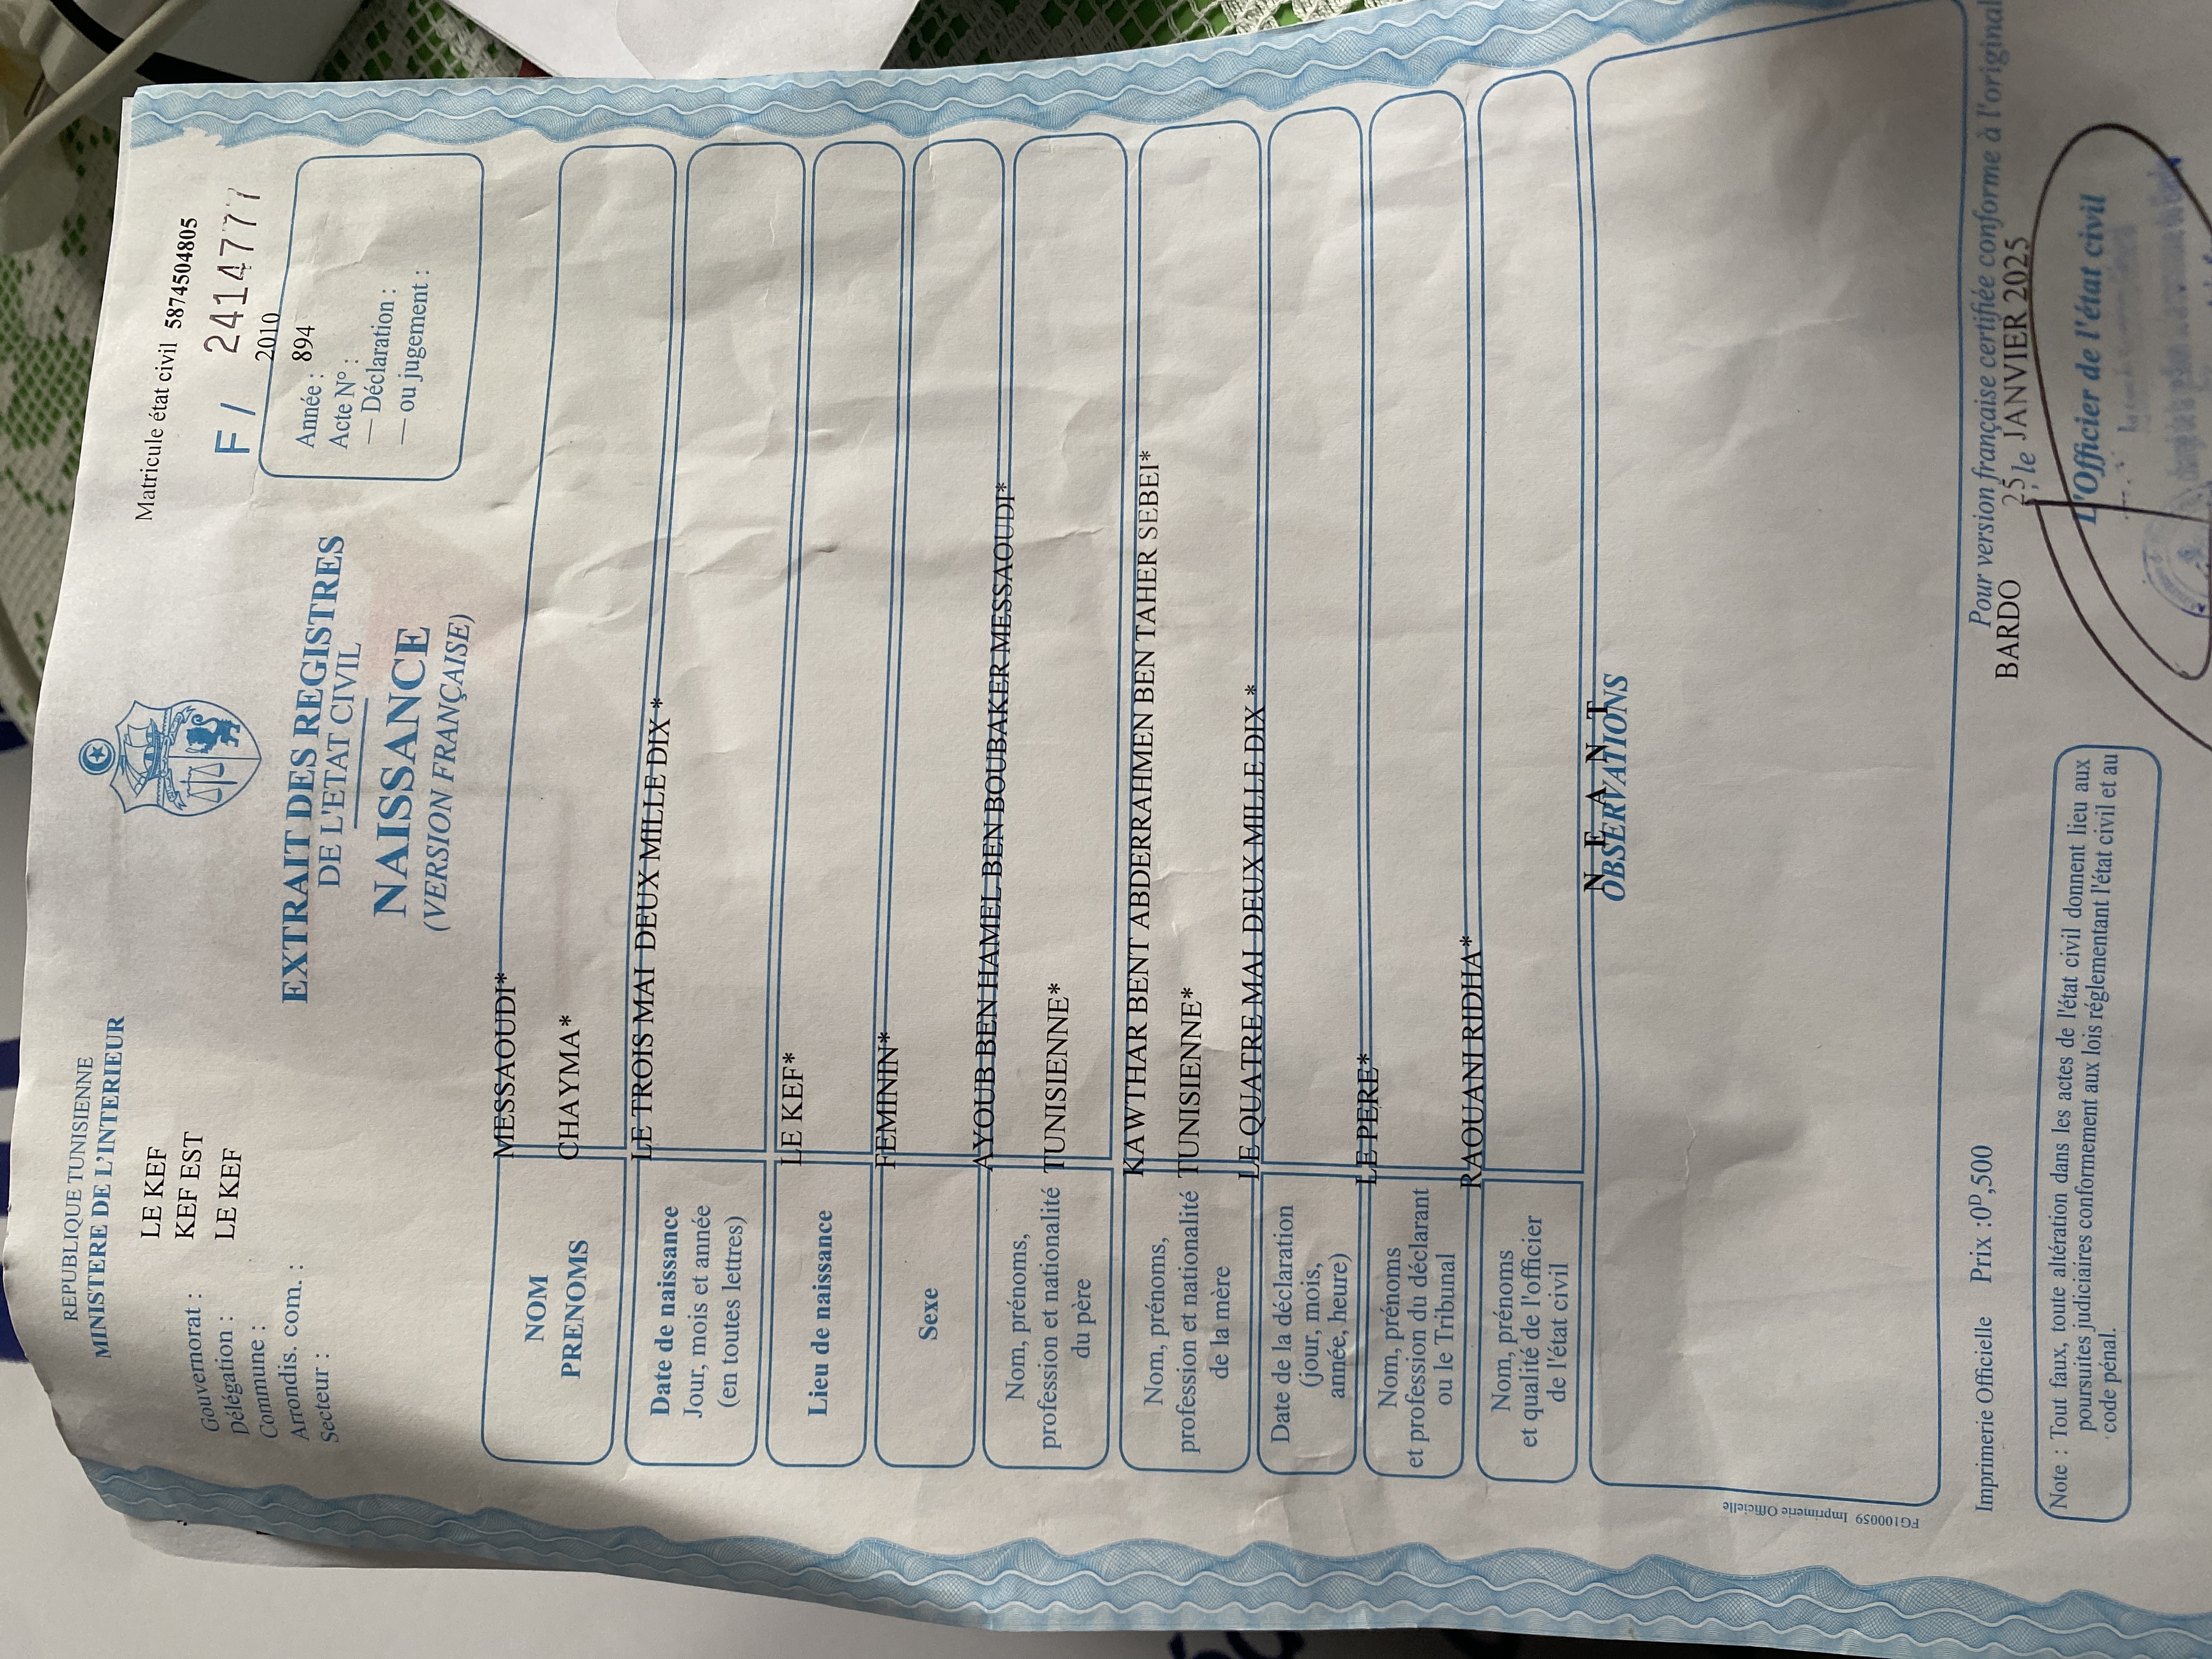 REPUBLIQUE TUNISIENNE
MINISTERE DE L'INTERIEUR
Matricule état civil 5874504805
F / 2414777
Gouvernorat : LE KEF
Délégation : KEF EST
Commune : LE KEF
Arrondis. com. :
Secteur :
2010
Année : 894
Acte N° :
— Déclaration :
— ou jugement :
EXTRAIT DES REGISTRES
DE L'ETAT CIVIL
NAISSANCE
(VERSION FRANÇAISE)
NOM MESSAOUDI*
PRENOMS CHAYMA*
Date de naissance
Jour, mois et année
(en toutes lettres)
LE TROIS MAI DEUX MILLE DIX *
Lieu de naissance
LE KEF*
Sexe
FEMININ*
Nom, prénoms,
profession et nationalité
du père
AYOUB BEN HAMEL BEN BOUBAKER MESSAOUDI*
TUNISIENNE*
Nom, prénoms,
profession et nationalité
de la mère
KAWTHAR BENT ABDERRAHMEN BEN TAHER SEBEI*
TUNISIENNE*
Date de la déclaration
(jour, mois,
année, heure)
LE QUATRE MAI DEUX MILLE DIX *
Nom, prénoms
et profession du déclarant
ou le Tribunal
LE PERE*
Nom, prénoms
et qualité de l'officier
de l'état civil
RAOUANI RIDHA*
N E A N T
OBSERVATIONS
FG100059 Imprimerie Officielle
Imprimerie Officielle Prix :0ᴰ,500
Pour version française certifiée conforme à l'original
BARDO 25, le JANVIER 2025
L'Officier de l'état civil
Note : Tout faux, toute altération dans les actes de l'état civil donnent lieu aux
poursuites judiciaires conformement aux lois réglementant l'état civil et au
code pénal.